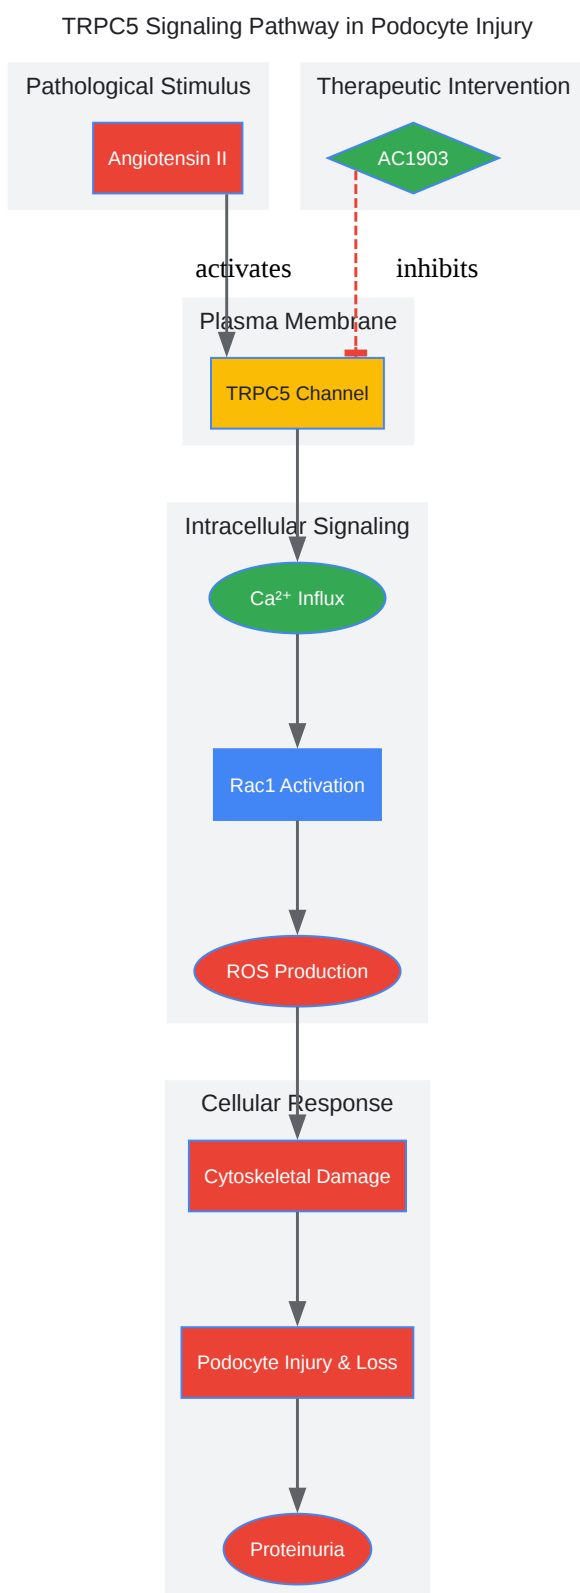 TRPC5 Signaling Pathway in Podocyte Injury
Pathological Stimulus
Therapeutic Intervention
Angiotensin II
AC1903
activates
inhibits
Plasma Membrane
TRPC5 Channel
Intracellular Signaling
Ca²⁺ Influx
Rac1 Activation
ROS Production
Cellular Response
Cytoskeletal Damage
Podocyte Injury & Loss
Proteinuria